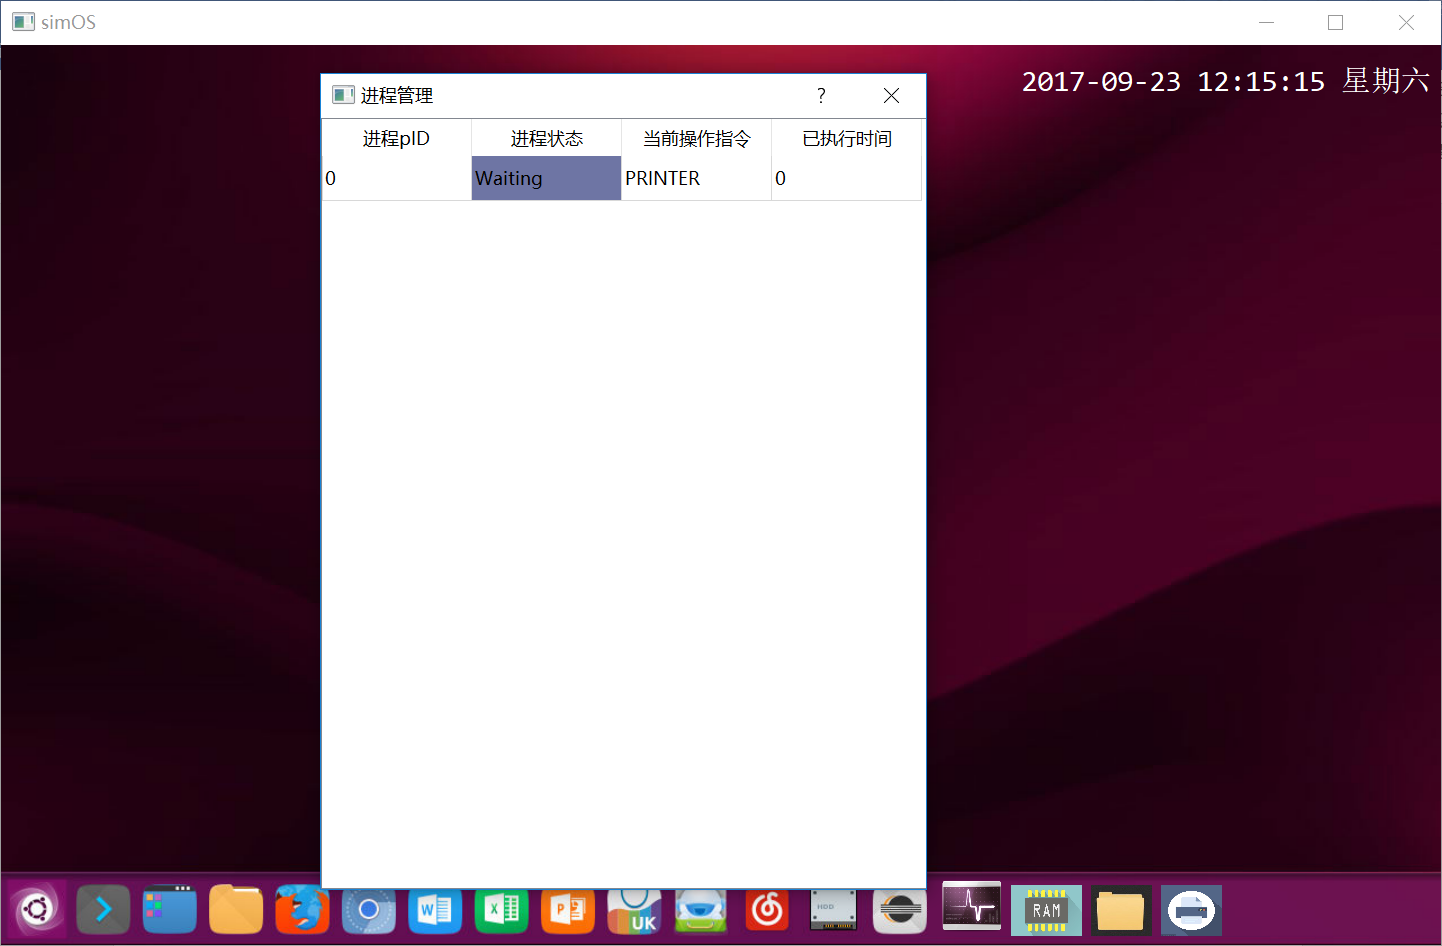 simOS
2017-09-23 12:15:15 星期六
进程管理
进程pID 进程状态 当前操作指令 已执行时间
0 Waiting PRINTER 0
W X P UK HDD RAM